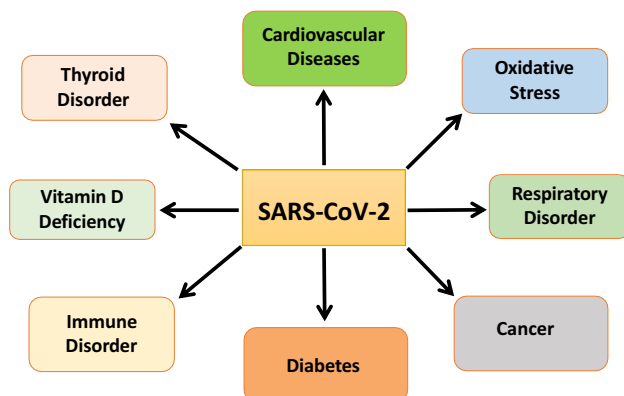 Cardiovascular
Diseases
Thyroid
Disorder
Oxidative
Stress
Vitamin D
Deficiency
SARS-CoV-2
Respiratory
Disorder
Immune
Disorder
Diabetes
Cancer